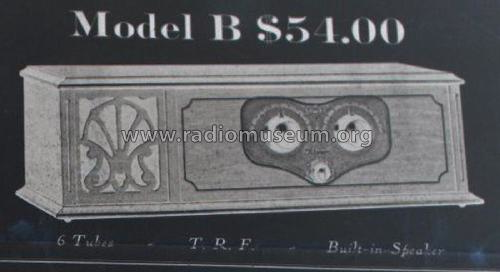 Model B $54.00
www.radiomuseum.org
6 Tubes - T. R. F. - Built-in Speaker